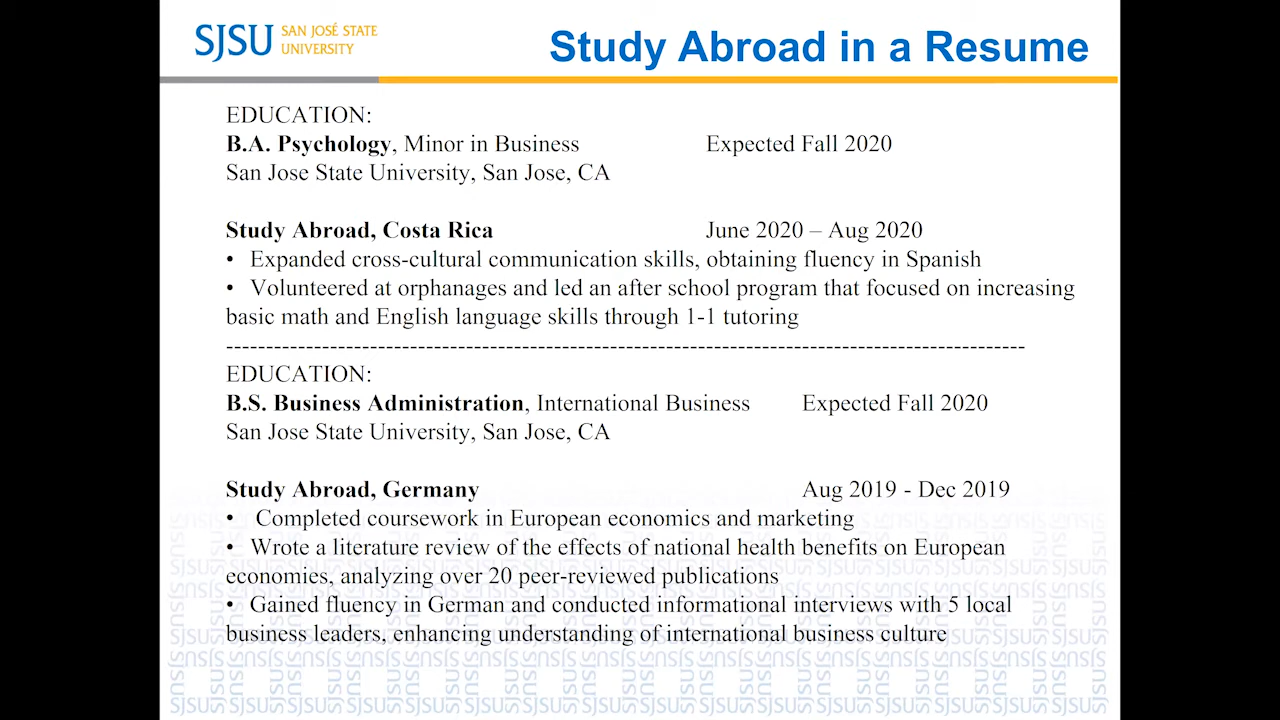 SJSU SAN JOSÉ STATE
UNIVERSITY
Study Abroad in a Resume
EDUCATION:
B.A. Psychology, Minor in Business Expected Fall 2020
San Jose State University, San Jose, CA
Study Abroad, Costa Rica June 2020 – Aug 2020
• Expanded cross-cultural communication skills, obtaining fluency in Spanish
• Volunteered at orphanages and led an after school program that focused on increasing
basic math and English language skills through 1-1 tutoring
----------------------------------------------------------------------------------------------------
EDUCATION:
B.S. Business Administration, International Business Expected Fall 2020
San Jose State University, San Jose, CA
Study Abroad, Germany Aug 2019 - Dec 2019
• Completed coursework in European economics and marketing
• Wrote a literature review of the effects of national health benefits on European
economies, analyzing over 20 peer-reviewed publications
• Gained fluency in German and conducted informational interviews with 5 local
business leaders, enhancing understanding of international business culture